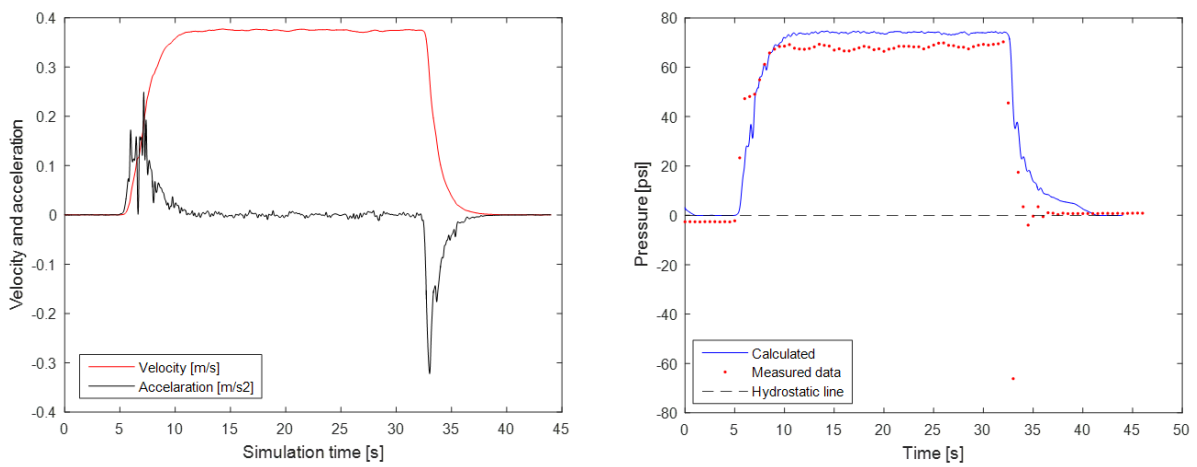 0.4
0.3
0.2
0.1
0
-0.1
-0.2
-0.3
-0.4
Velocity and acceleration
Velocity [m/s]
Accelaration [m/s2]
0 5 10 15 20 25 30 35 40 45
Simulation time [s]
80
60
40
20
0
-20
-40
-60
-80
Pressure [psi]
Calculated
Measured data
Hydrostatic line
0 5 10 15 20 25 30 35 40 45 50
Time [s]